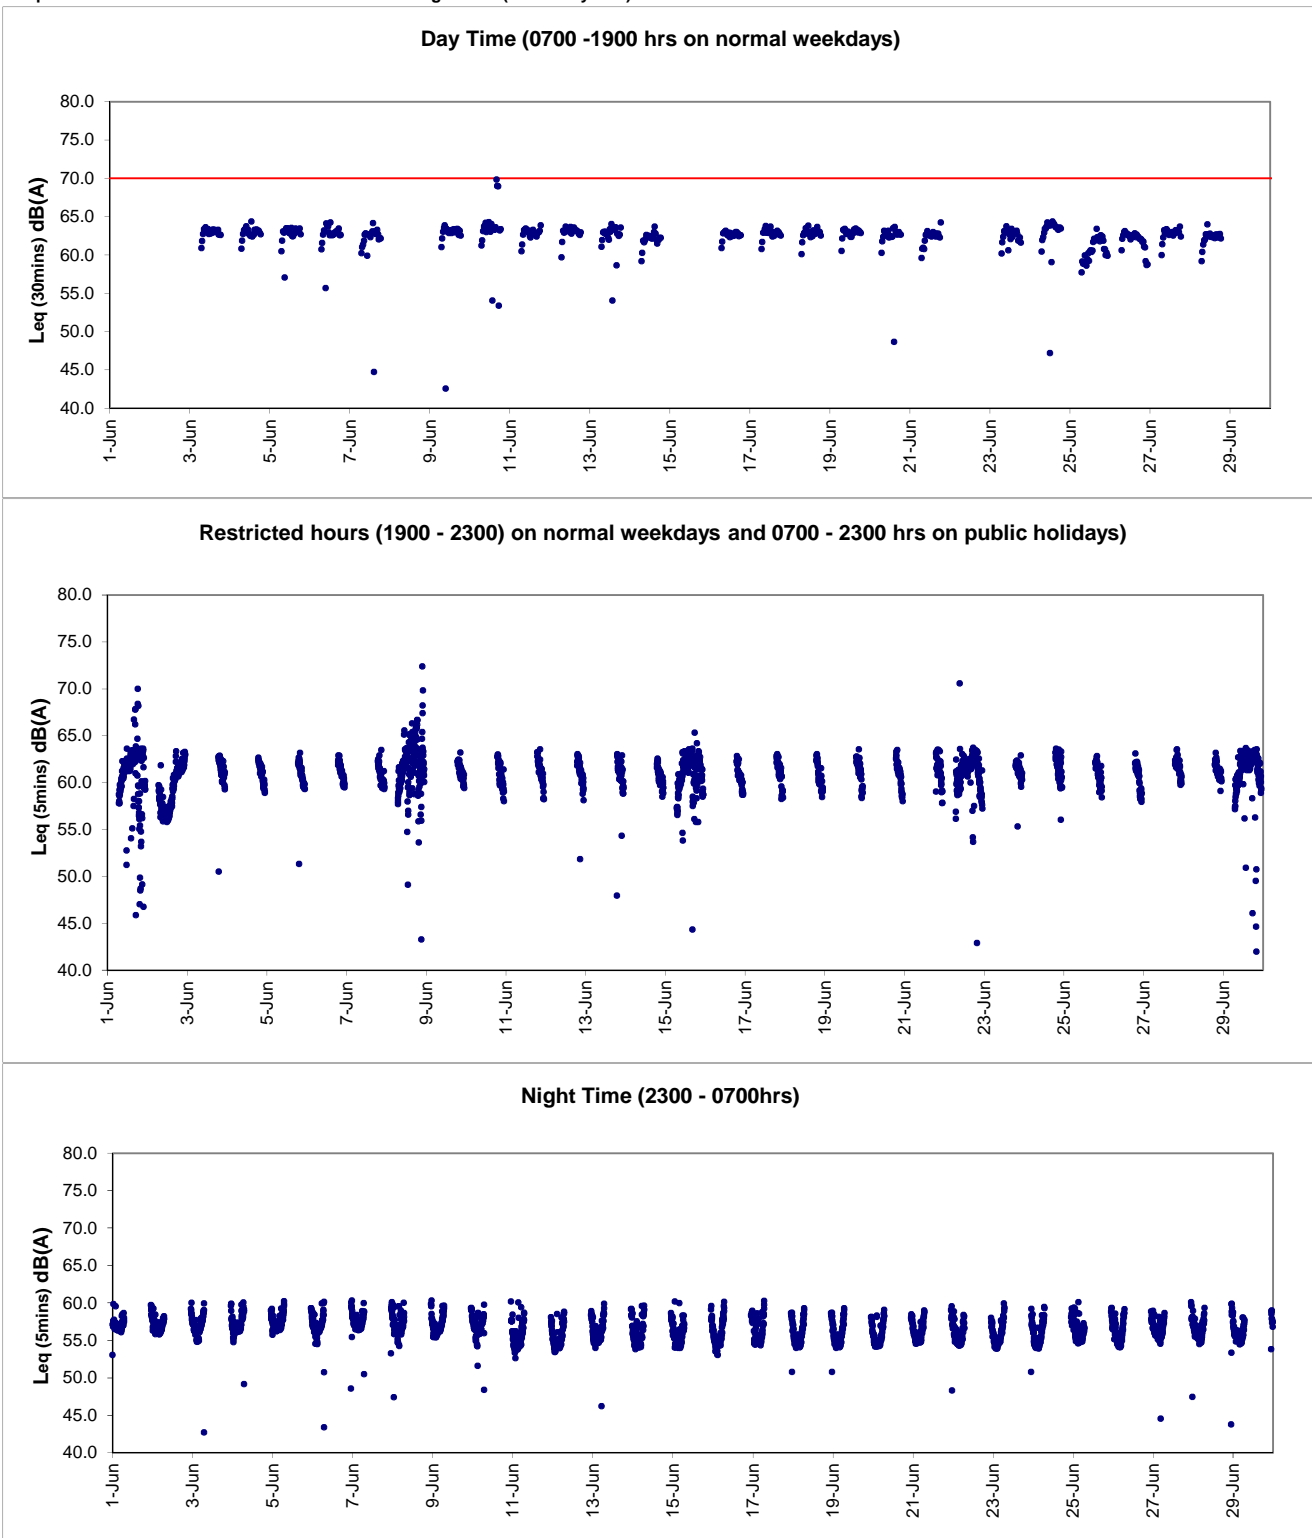 Day Time (0700 -1900 hrs on normal weekdays)
Leq (30mins) dB(A)
80.0
75.0
70.0
65.0
60.0
55.0
50.0
45.0
40.0
1-Jun
3-Jun
5-Jun
7-Jun
9-Jun
11-Jun
13-Jun
15-Jun
17-Jun
19-Jun
21-Jun
23-Jun
25-Jun
27-Jun
29-Jun
Restricted hours (1900 - 2300) on normal weekdays and 0700 - 2300 hrs on public holidays)
Leq (5mins) dB(A)
80.0
75.0
70.0
65.0
60.0
55.0
50.0
45.0
40.0
1-Jun
3-Jun
5-Jun
7-Jun
9-Jun
11-Jun
13-Jun
15-Jun
17-Jun
19-Jun
21-Jun
23-Jun
25-Jun
27-Jun
29-Jun
Night Time (2300 - 0700hrs)
Leq (5mins) dB(A)
80.0
75.0
70.0
65.0
60.0
55.0
50.0
45.0
40.0
1-Jun
3-Jun
5-Jun
7-Jun
9-Jun
11-Jun
13-Jun
15-Jun
17-Jun
19-Jun
21-Jun
23-Jun
25-Jun
27-Jun
29-Jun